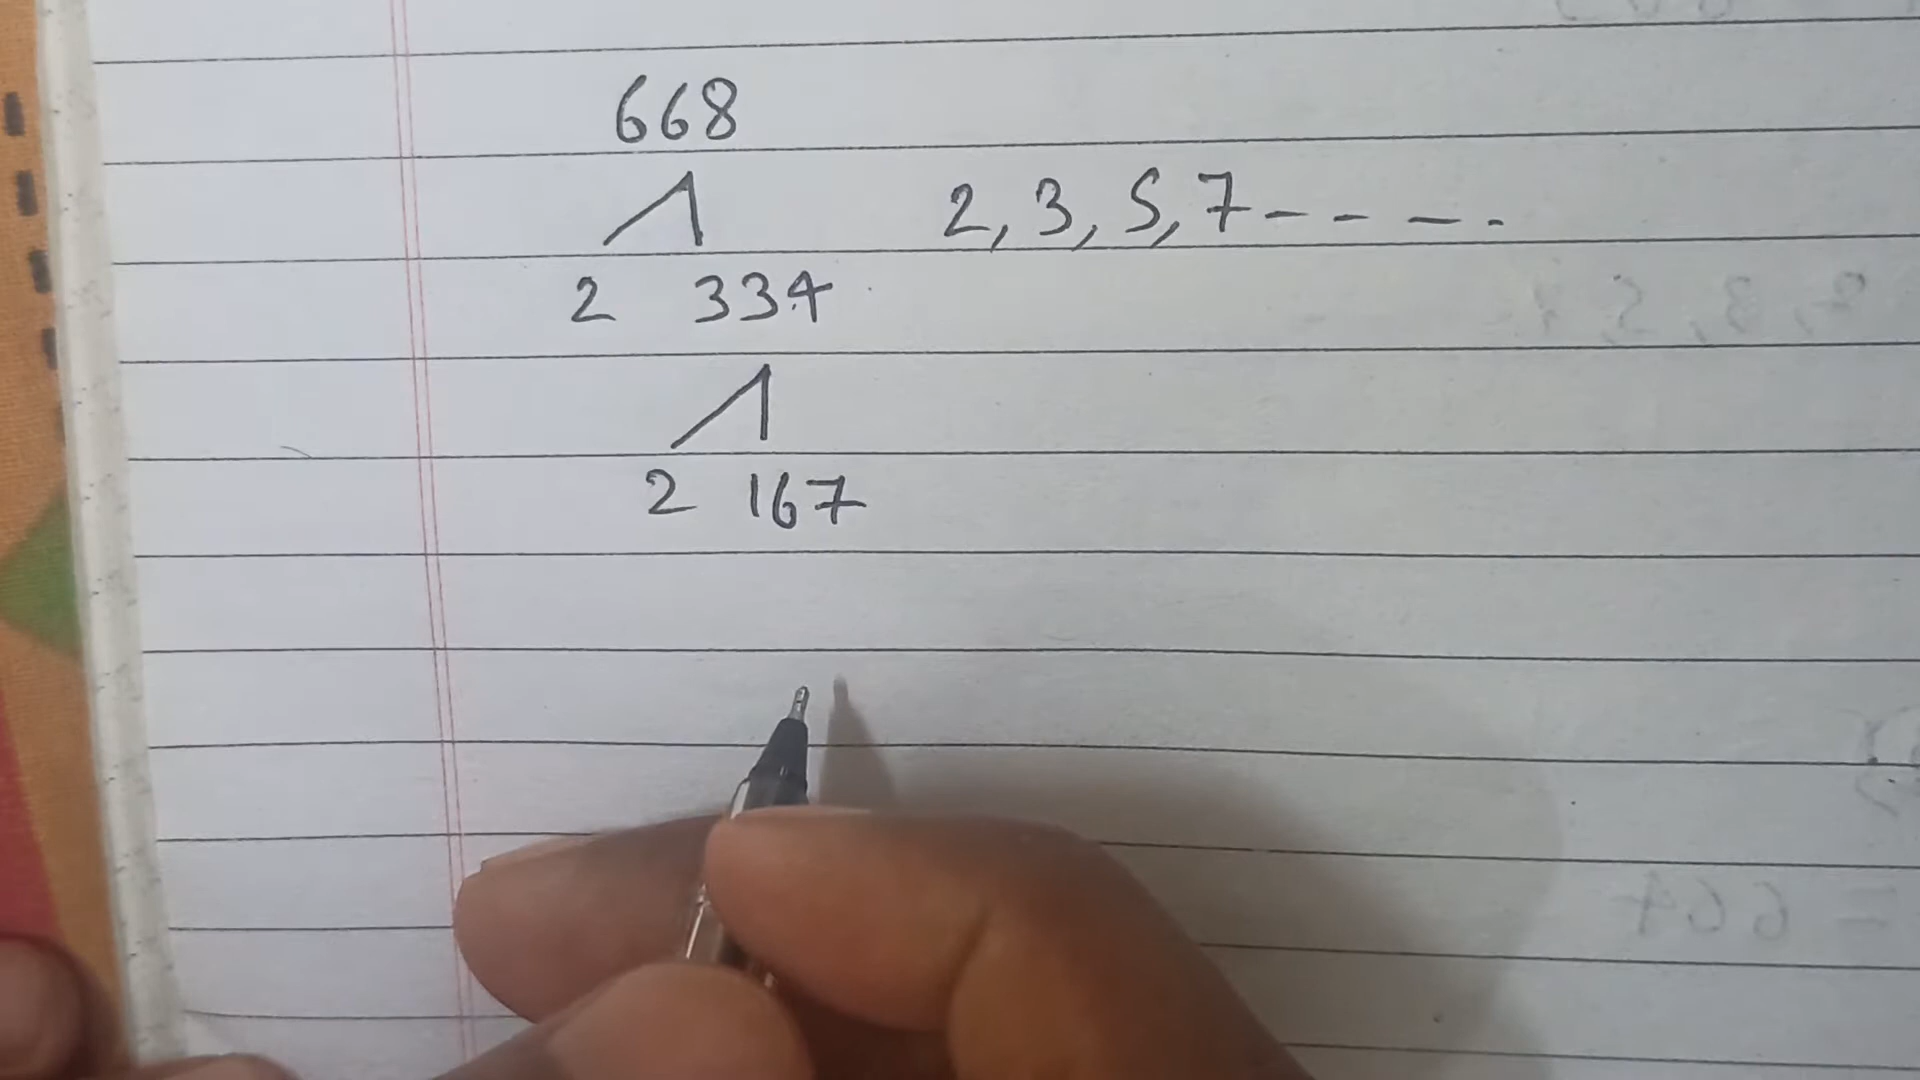 668
2, 3, 5, 7 - - - -
2 334
2 167